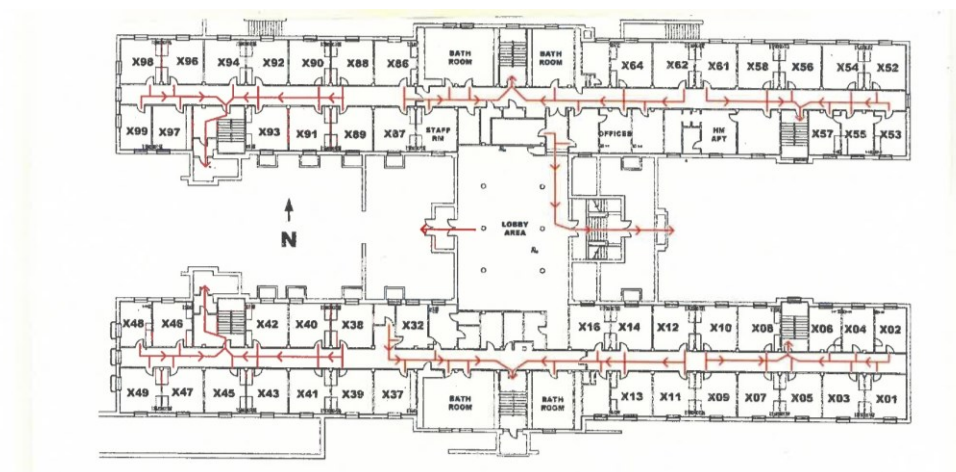 X98 X96 X94 X92 X90 X88 X86 BATH ROOM BATH ROOM X64 X62 X61 X58 X56 X54 X52
X99 X97 X93 X91 X89 X87 STAFF RM OFFICES HM APT X57 X55 X53
N
LOBBY
AREA
X48 X46 X42 X40 X38 X32 X16 X14 X12 X10 X08 X06 X04 X02
X49 X47 X45 X43 X41 X39 X37 BATH ROOM BATH ROOM X13 X11 X09 X07 X05 X03 X01